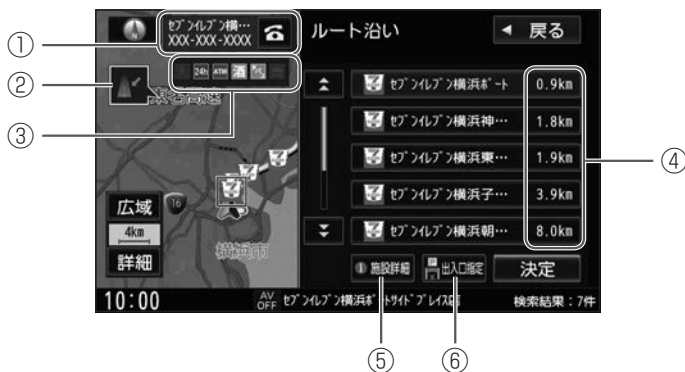 ①
②
③
④
⑤
⑥
ｾﾌﾞﾝｲﾚﾌﾞﾝ横…
XXX-XXX-XXXX
24h ATM 酒
東名高速
16
広域
4km
詳細
横浜市
ルート沿い
◀ 戻る
ｾﾌﾞﾝｲﾚﾌﾞﾝ横浜ﾎﾟｰﾄ 0.9km
ｾﾌﾞﾝｲﾚﾌﾞﾝ横浜神… 1.8km
ｾﾌﾞﾝｲﾚﾌﾞﾝ横浜東… 1.9km
ｾﾌﾞﾝｲﾚﾌﾞﾝ横浜子… 3.9km
ｾﾌﾞﾝｲﾚﾌﾞﾝ横浜朝… 8.0km
施設詳細
出入口指定
決定
10:00
AV OFF
ｾﾌﾞﾝｲﾚﾌﾞﾝ横浜ﾎﾟｰﾄｻｲﾄﾞﾌﾟﾚｲｽ店
検索結果：7件